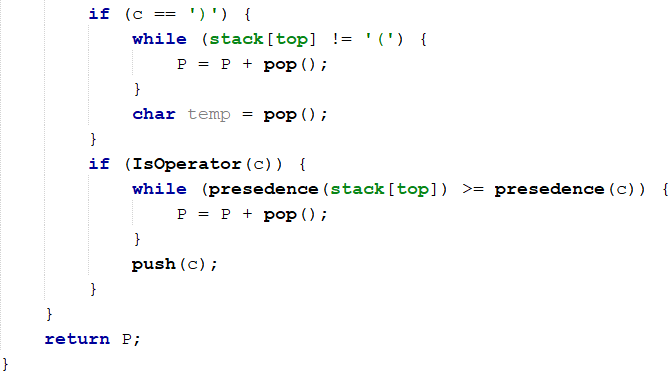 if (c == ')') {
while (stack[top] != '(') {
P = P + pop();
}
char temp = pop();
}
if (IsOperator(c)) {
while (presedence(stack[top]) >= presedence(c)) {
P = P + pop();
}
push(c);
}
}
return P;
}